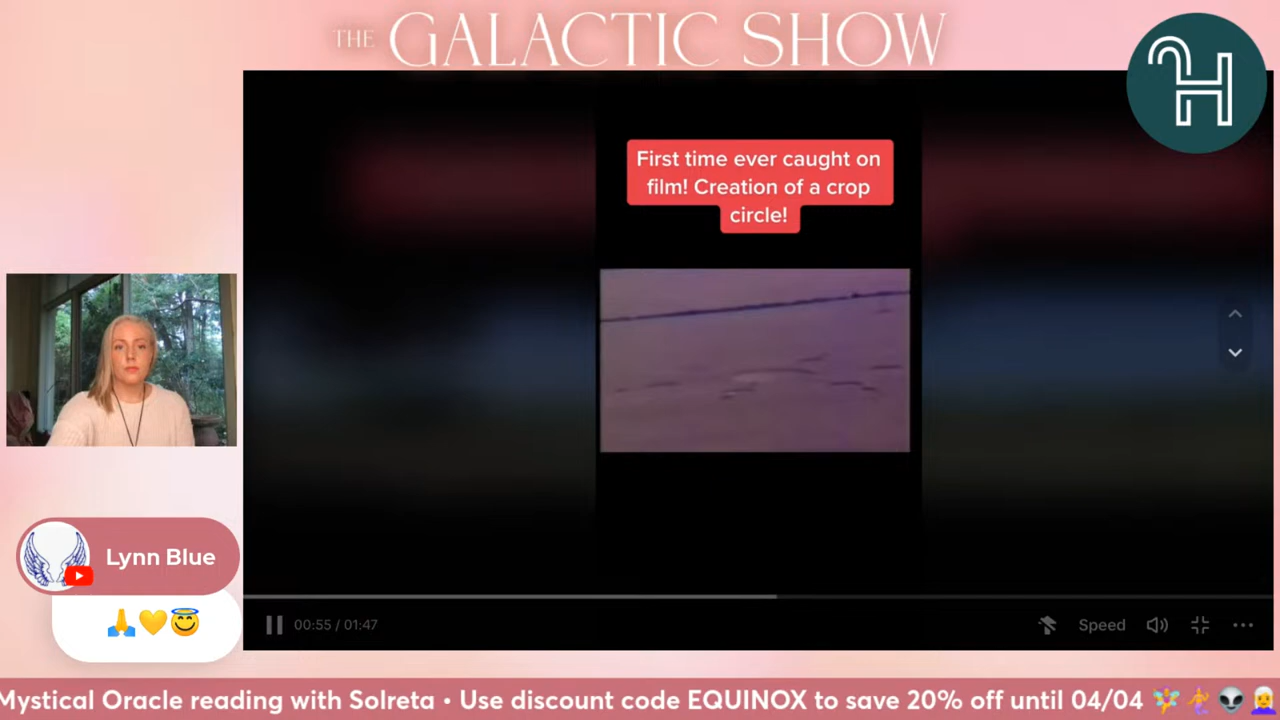 THE GALACTIC SHOW
H
First time ever caught on
film! Creation of a crop
circle!
Lynn Blue
🙏💛😇
00:55 / 01:47
Speed
Mystical Oracle reading with Solreta • Use discount code EQUINOX to save 20% off until 04/04 🧚🧜‍♀️👽👩‍🦳